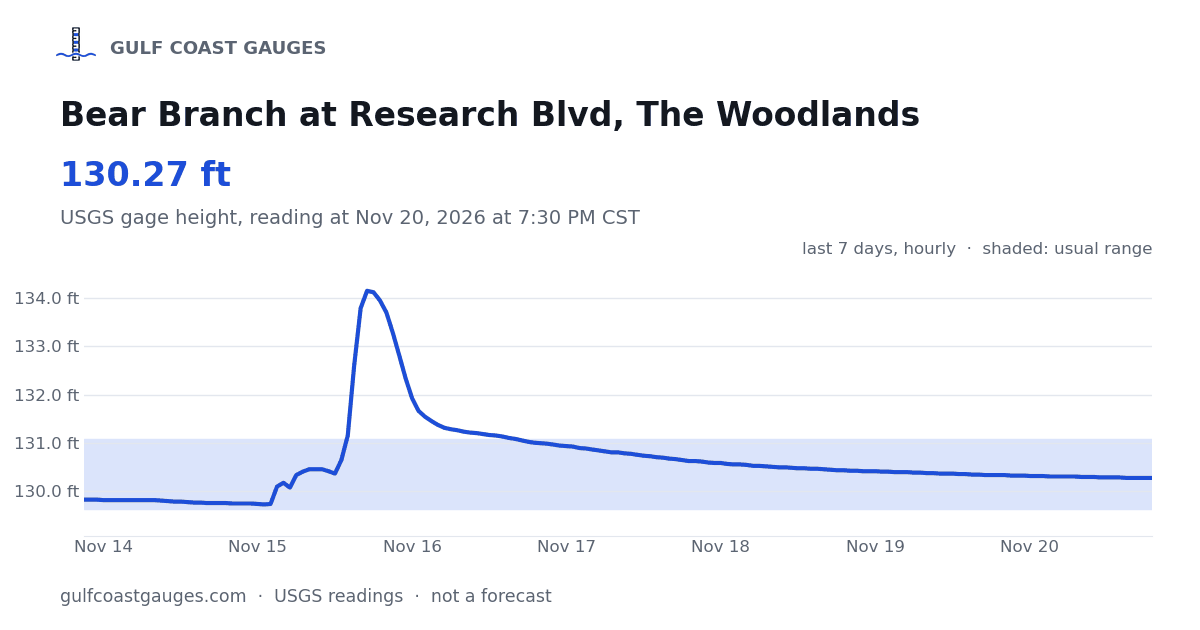 GULF COAST GAUGES
Bear Branch at Research Blvd, The Woodlands
130.27 ft
USGS gage height, reading at Nov 20, 2026 at 7:30 PM CST
last 7 days, hourly · shaded: usual range
134.0 ft
133.0 ft
132.0 ft
131.0 ft
130.0 ft
Nov 14 Nov 15 Nov 16 Nov 17 Nov 18 Nov 19 Nov 20
gulfcoastgauges.com · USGS readings · not a forecast